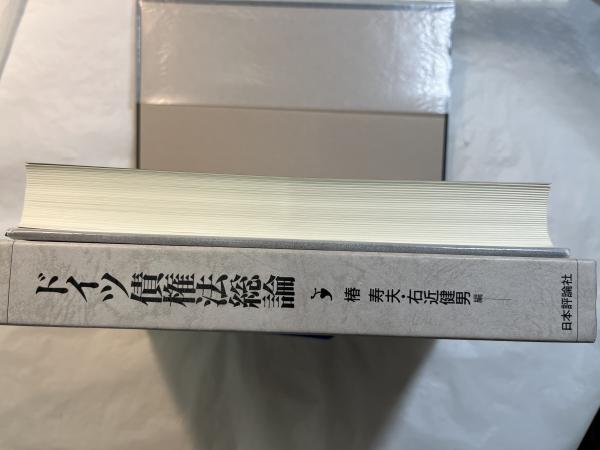 ドイツ債権法総論
椿 寿夫・右近健男 編
日本評論社